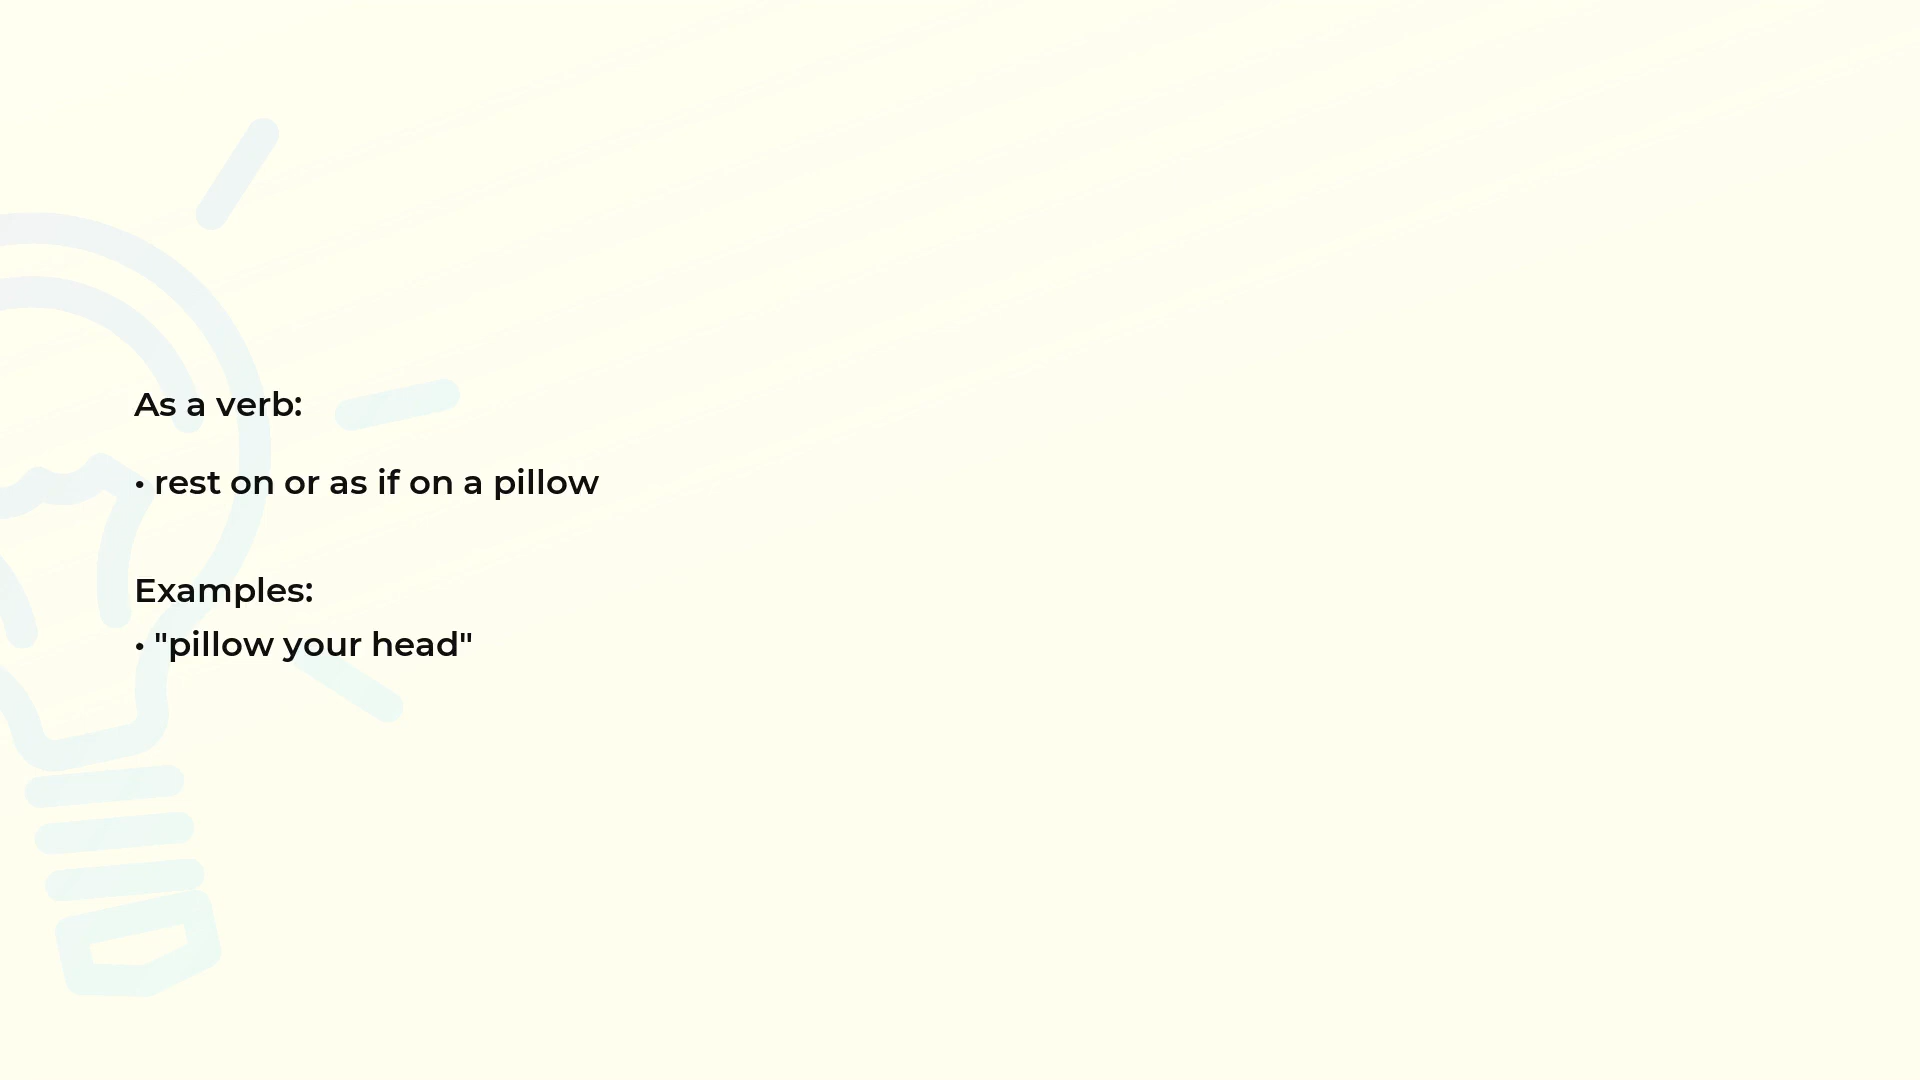 As a verb:
• rest on or as if on a pillow
Examples:
• "pillow your head"